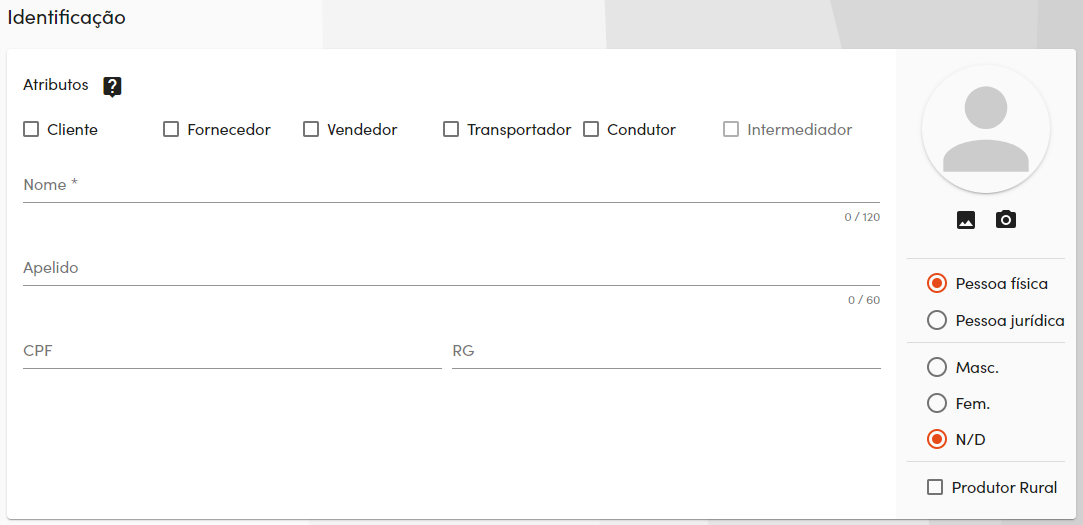 Identificação
Atributos ?
Cliente Fornecedor Vendedor Transportador Condutor Intermediador
Nome *
0 / 120
Apelido
0 / 60
CPF RG
Pessoa física
Pessoa jurídica
Masc.
Fem.
N/D
Produtor Rural